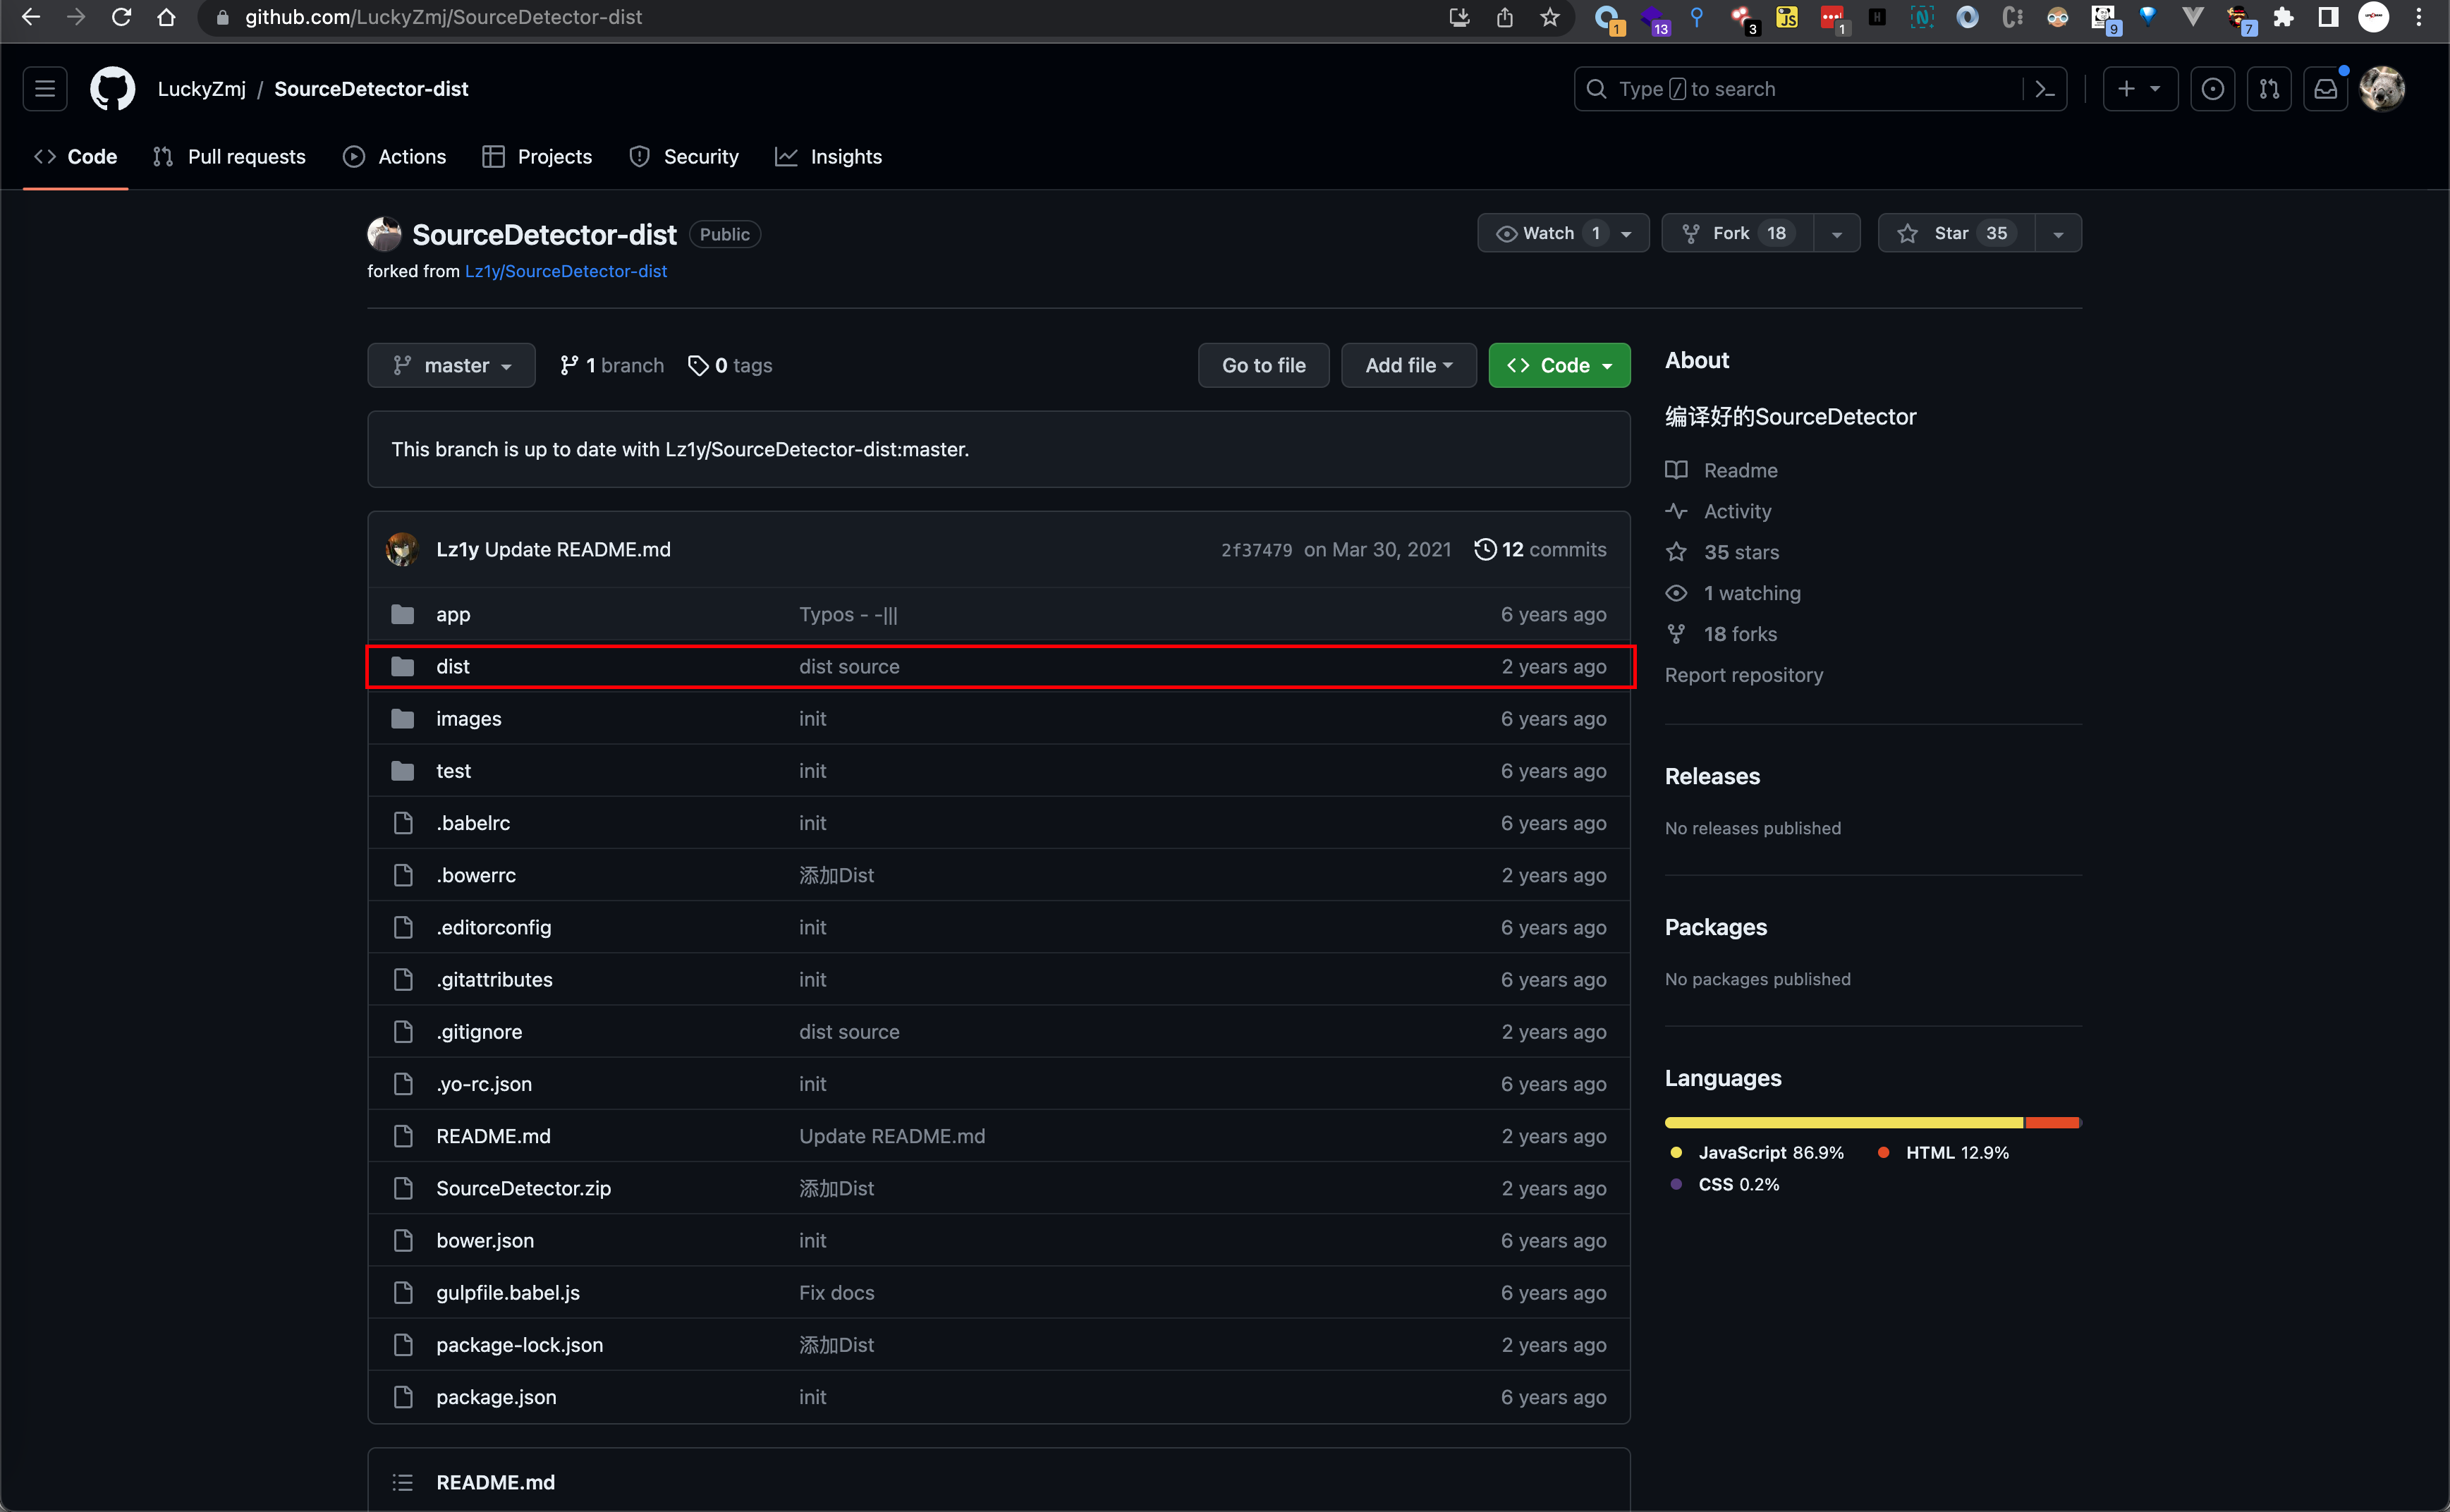 github.com/LuckyZmj/SourceDetector-dist
1
13
3
JS
1
H
N
9
7
LuckyZmj / SourceDetector-dist
Type / to search
Code
Pull requests
Actions
Projects
Security
Insights
SourceDetector-dist Public
Watch 1
Fork 18
Star 35
forked from Lz1y/SourceDetector-dist
master
1 branch
0 tags
Go to file
Add file
Code
This branch is up to date with Lz1y/SourceDetector-dist:master.
Lz1y Update README.md 2f37479 on Mar 30, 2021 12 commits
app Typos - -||| 6 years ago
dist dist source 2 years ago
images init 6 years ago
test init 6 years ago
.babelrc init 6 years ago
.bowerrc 添加Dist 2 years ago
.editorconfig init 6 years ago
.gitattributes init 6 years ago
.gitignore dist source 2 years ago
.yo-rc.json init 6 years ago
README.md Update README.md 2 years ago
SourceDetector.zip 添加Dist 2 years ago
bower.json init 6 years ago
gulpfile.babel.js Fix docs 6 years ago
package-lock.json 添加Dist 2 years ago
package.json init 6 years ago
README.md
About
编译好的SourceDetector
Readme
Activity
35 stars
1 watching
18 forks
Report repository
Releases
No releases published
Packages
No packages published
Languages
JavaScript 86.9%
HTML 12.9%
CSS 0.2%